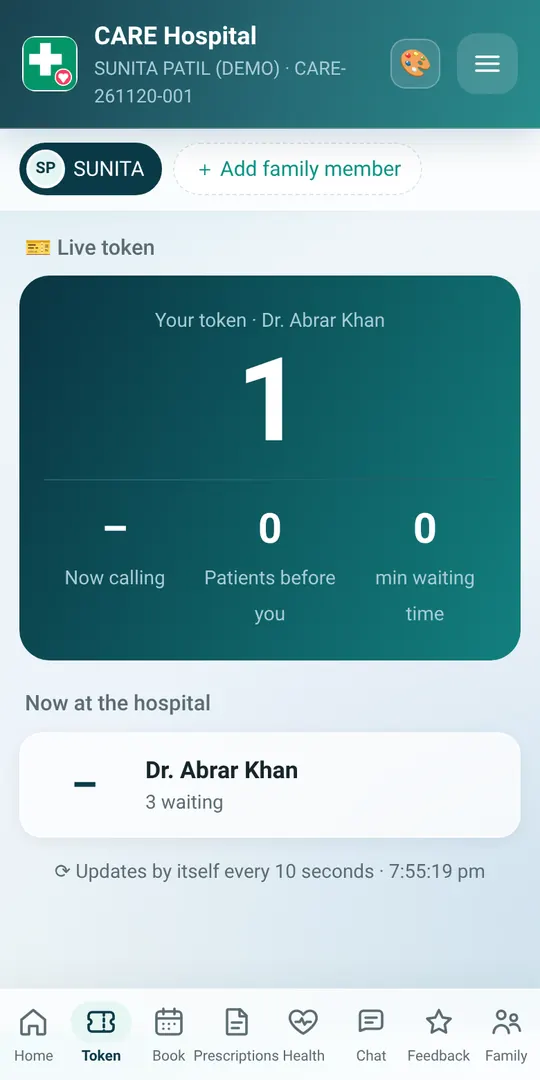 CARE Hospital
SUNITA PATIL (DEMO) · CARE-
261120-001
SP SUNITA
+ Add family member
🎫 Live token
Your token · Dr. Abrar Khan
1
– 0 0
Now calling Patients before you min waiting time
Now at the hospital
– Dr. Abrar Khan
3 waiting
⟳ Updates by itself every 10 seconds · 7:55:19 pm
Home Token Book Prescriptions Health Chat Feedback Family